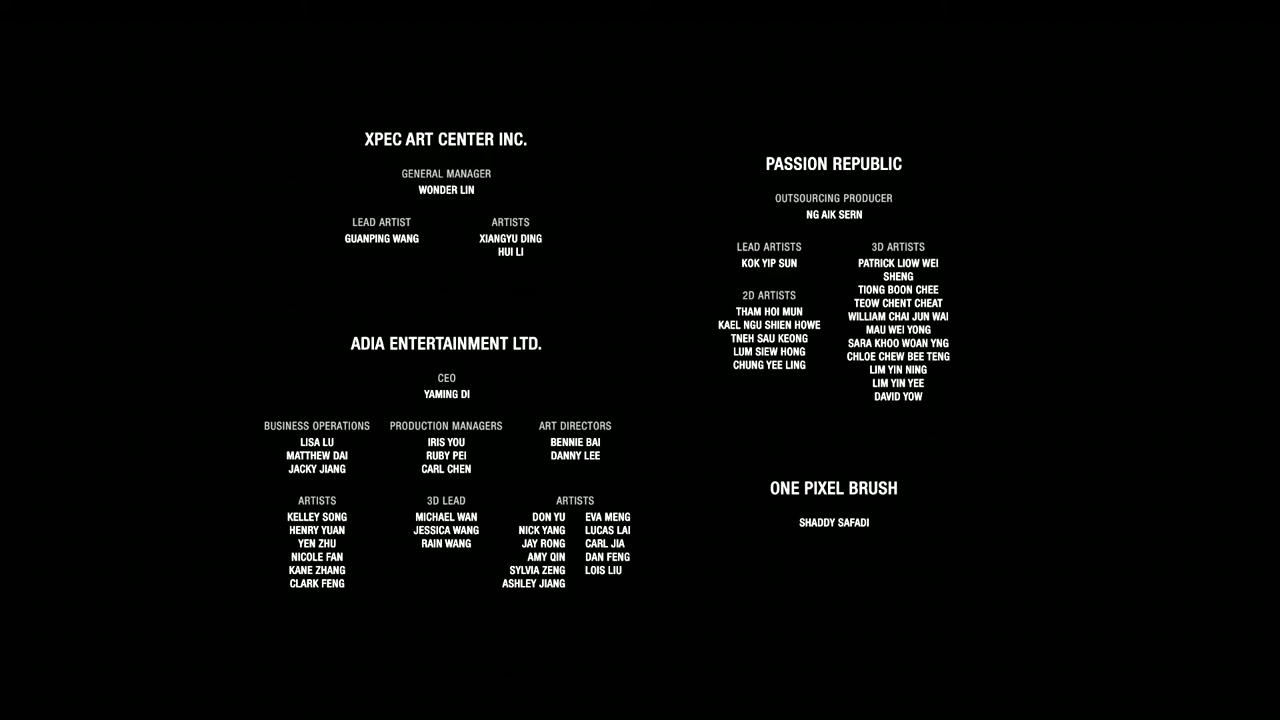 XPEC ART CENTER INC.
GENERAL MANAGER
WONDER LIN
LEAD ARTIST
GUANPING WANG
ARTISTS
XIANGYU DING
HUI LI
ADIA ENTERTAINMENT LTD.
CEO
YAMING DI
BUSINESS OPERATIONS
LISA LU
MATTHEW DAI
JACKY JIANG
PRODUCTION MANAGERS
IRIS YOU
RUBY PEI
CARL CHEN
ART DIRECTORS
BENNIE BAI
DANNY LEE
ARTISTS
KELLEY SONG
HENRY YUAN
YEN ZHU
NICOLE FAN
KANE ZHANG
CLARK FENG
3D LEAD
MICHAEL WAN
JESSICA WANG
RAIN WANG
ARTISTS
DON YU
NICK YANG
JAY RONG
AMY QIN
SYLVIA ZENG
ASHLEY JIANG
EVA MENG
LUCAS LAI
CARL JIA
DAN FENG
LOIS LIU
PASSION REPUBLIC
OUTSOURCING PRODUCER
NG AIK SERN
LEAD ARTISTS
KOK YIP SUN
2D ARTISTS
THAM HOI MUN
KAEL NGU SHIEN HOWE
TNEH SAU KEONG
LUM SIEW HONG
CHUNG YEE LING
3D ARTISTS
PATRICK LIOW WEI
SHENG
TIONG BOON CHEE
TEOW CHENT CHEAT
WILLIAM CHAI JUN WAI
MAU WEI YONG
SARA KHOO WOAN YNG
CHLOE CHEW BEE TENG
LIM YIN NING
LIM YIN YEE
DAVID YOW
ONE PIXEL BRUSH
SHADDY SAFADI